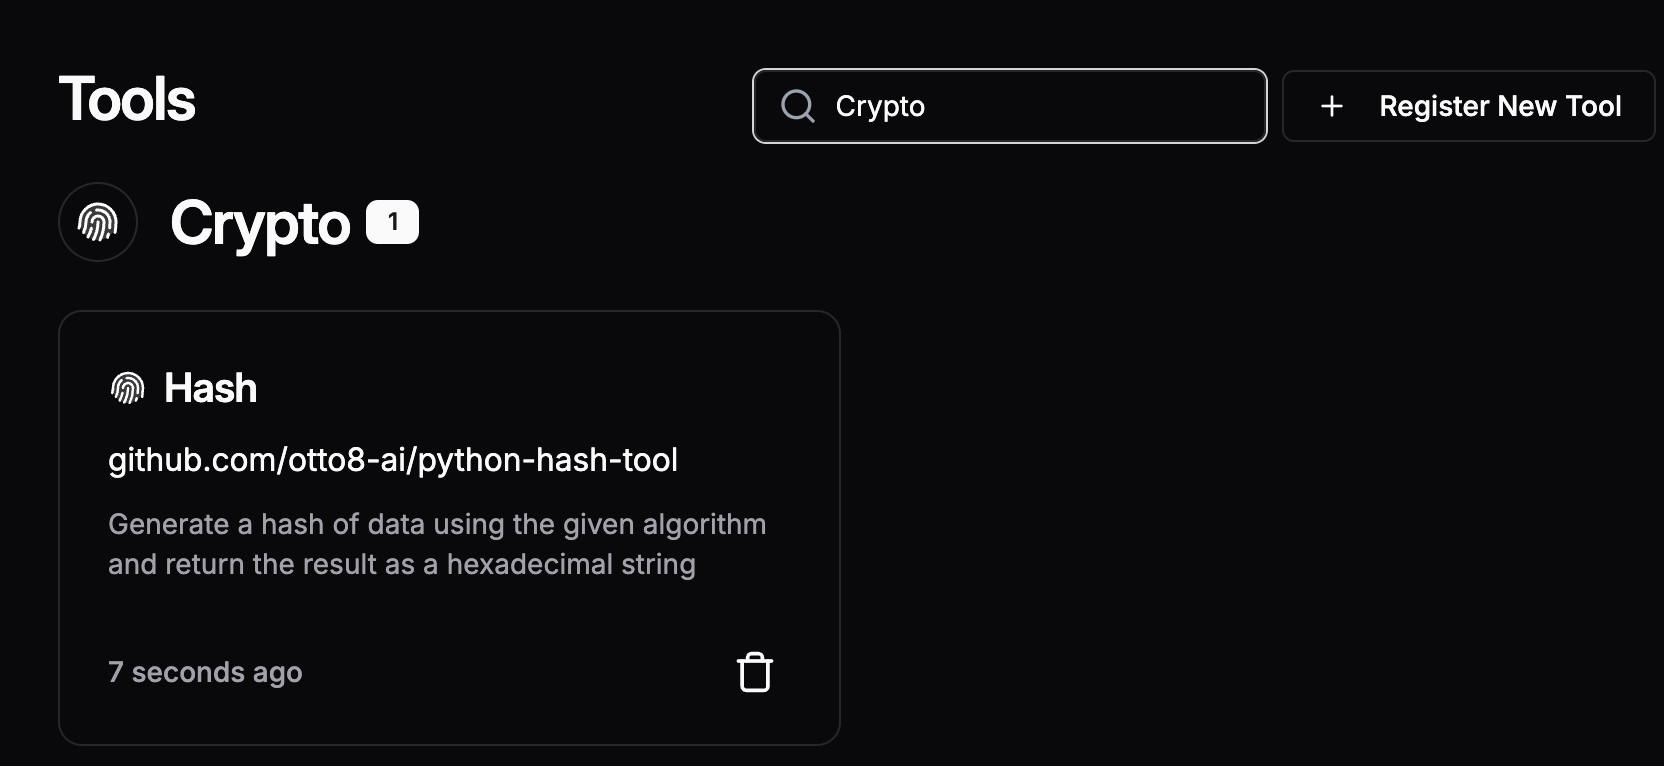 Tools
Crypto
+ Register New Tool
Crypto 1
Hash
github.com/otto8-ai/python-hash-tool
Generate a hash of data using the given algorithm
and return the result as a hexadecimal string
7 seconds ago